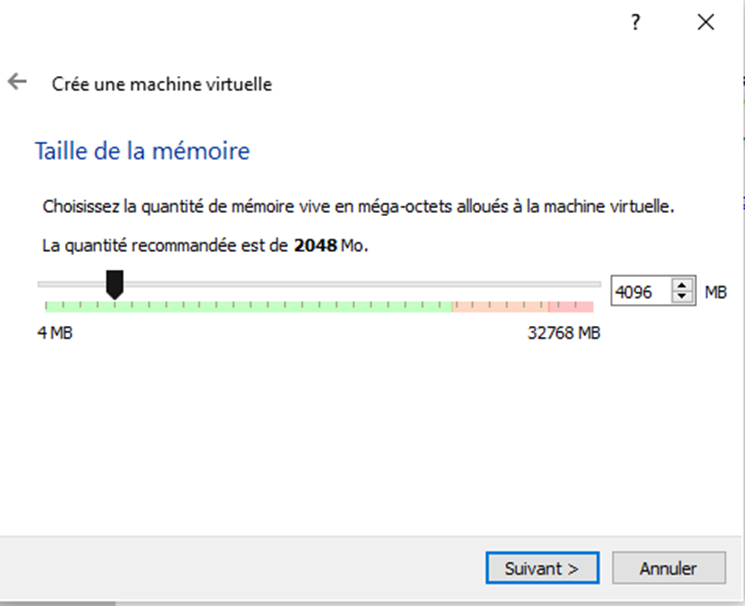 ?
Crée une machine virtuelle
Taille de la mémoire
Choisissez la quantité de mémoire vive en méga-octets alloués à la machine virtuelle.
La quantité recommandée est de 2048 Mo.
4096 MB
4 MB 32768 MB
Suivant > Annuler